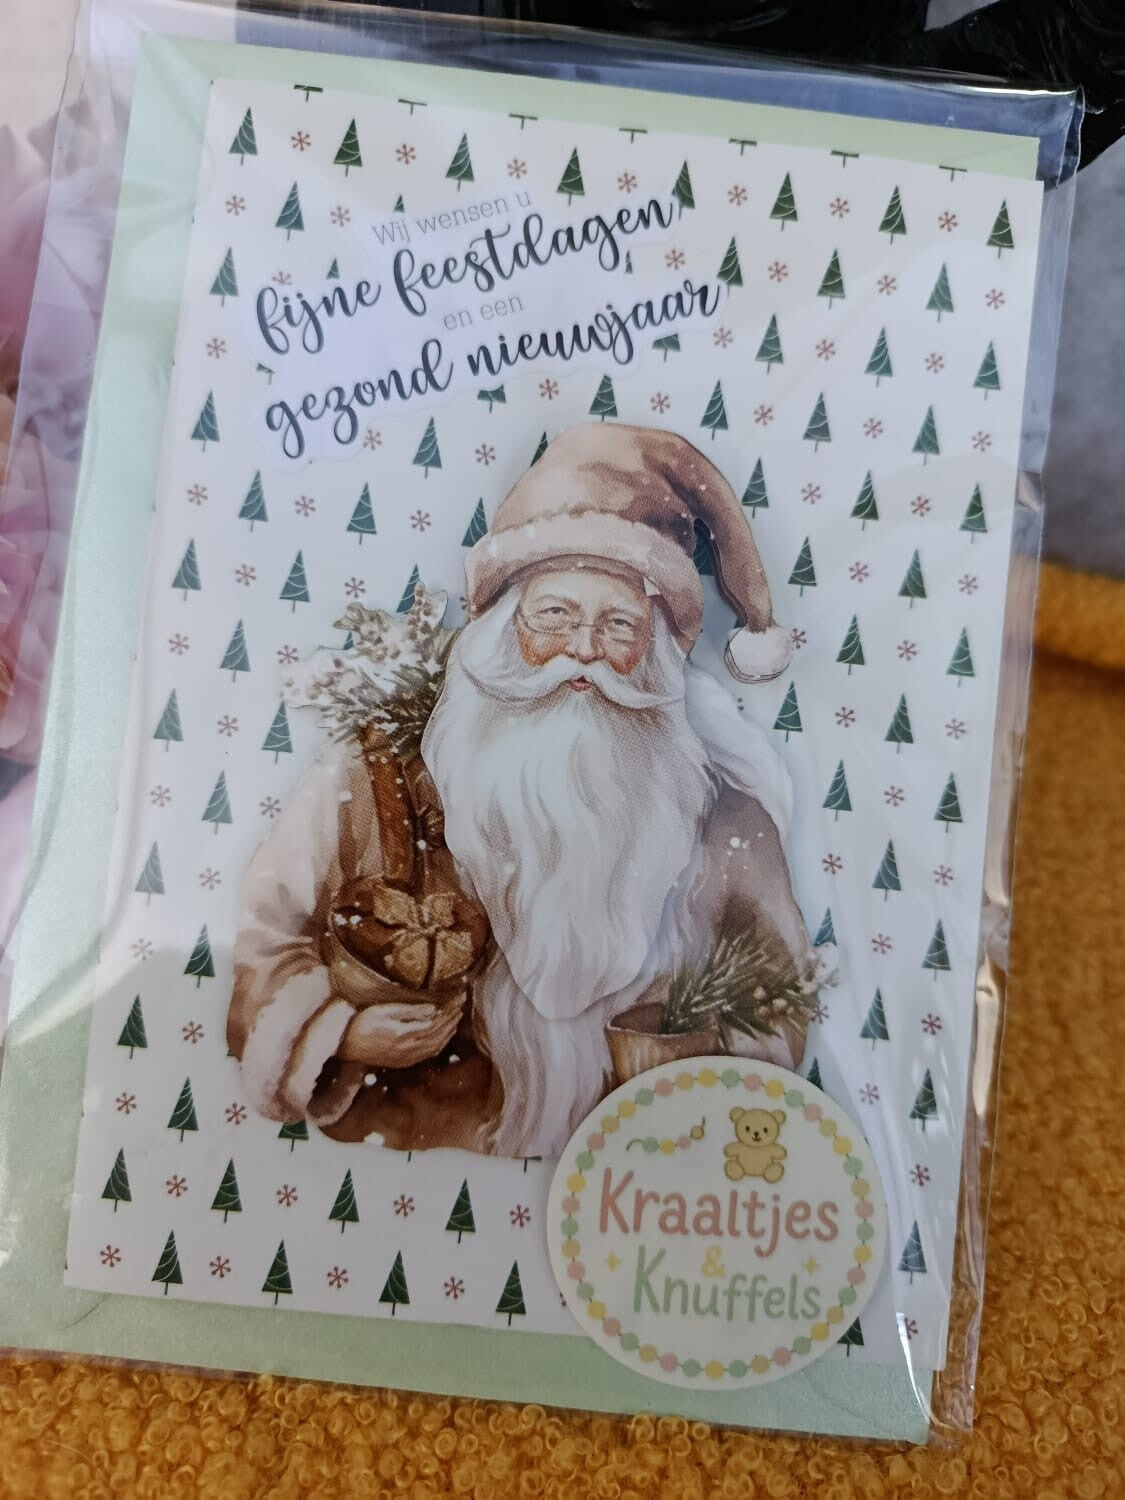 Wij wensen u
fijne feestdagen
en een
gezond nieuwjaar
Kraaltjes
&
Knuffels